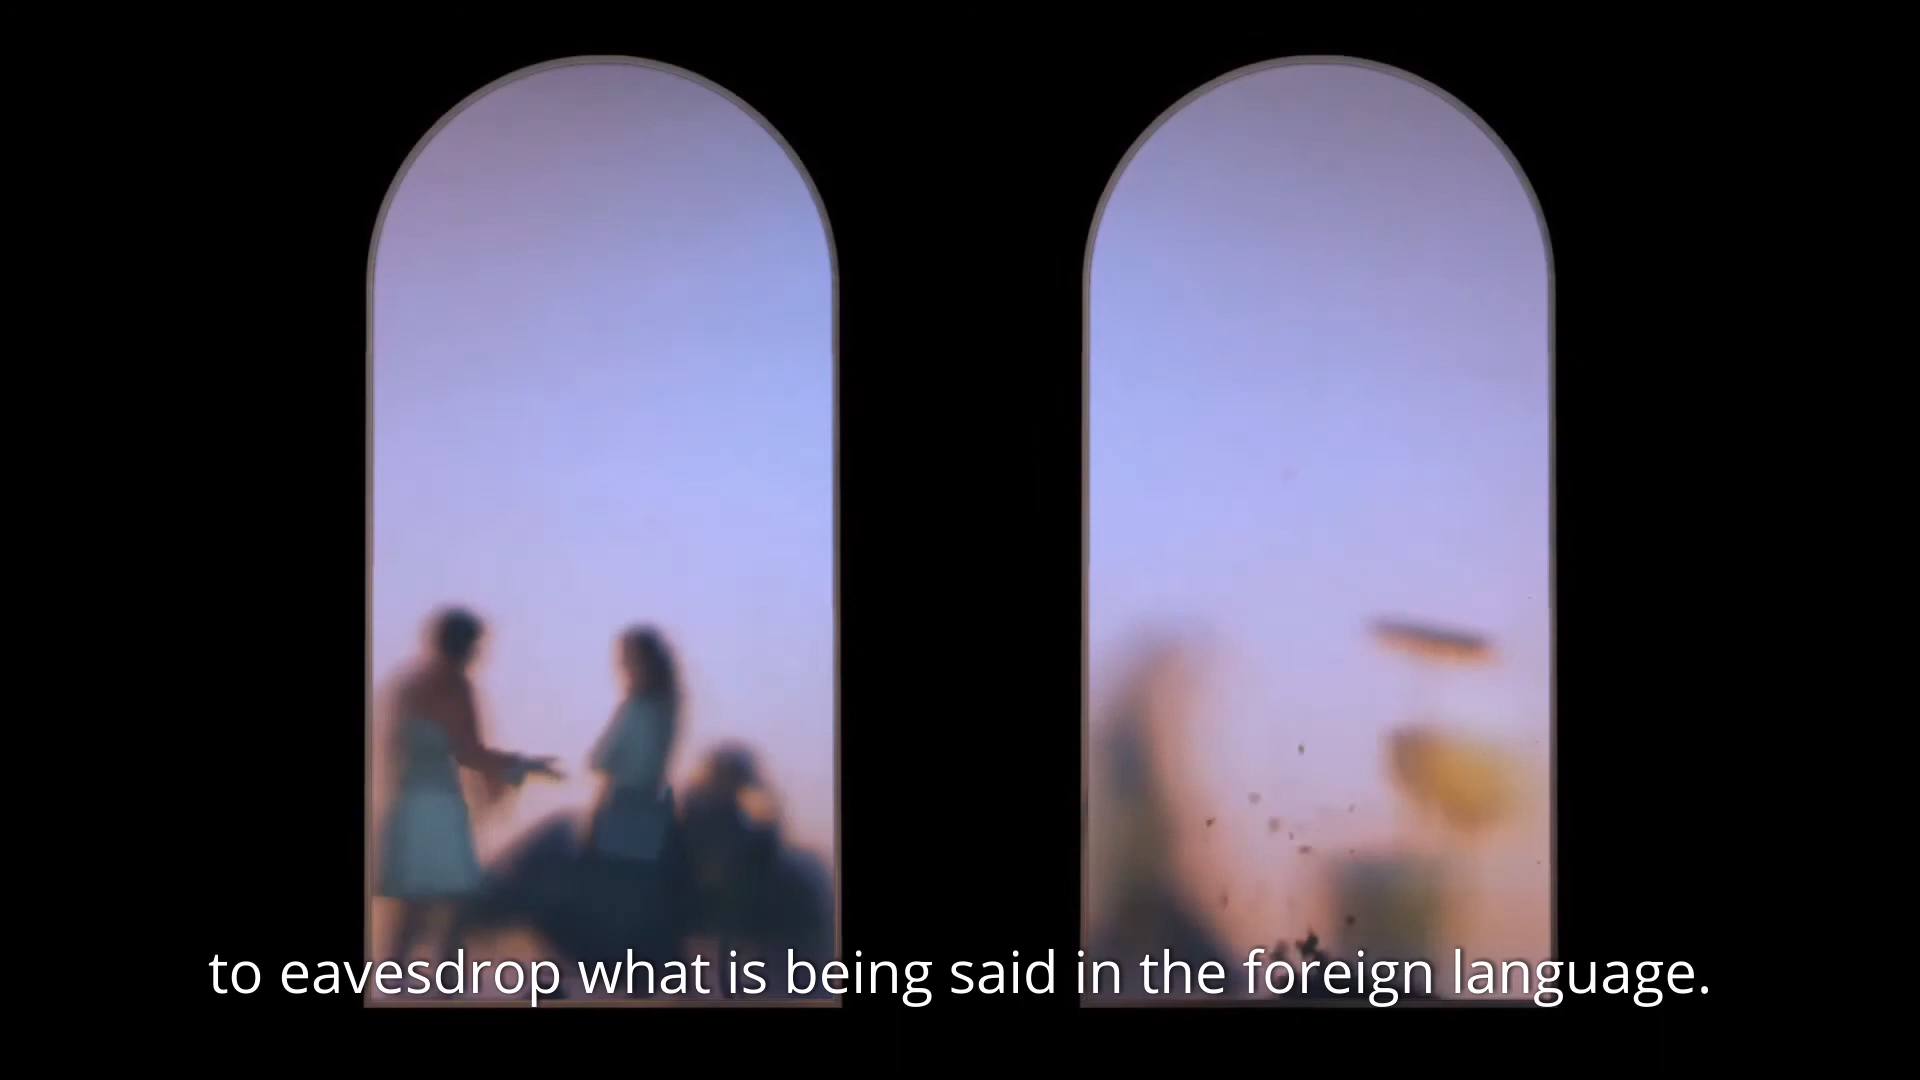 to eavesdrop what is being said in the foreign language.